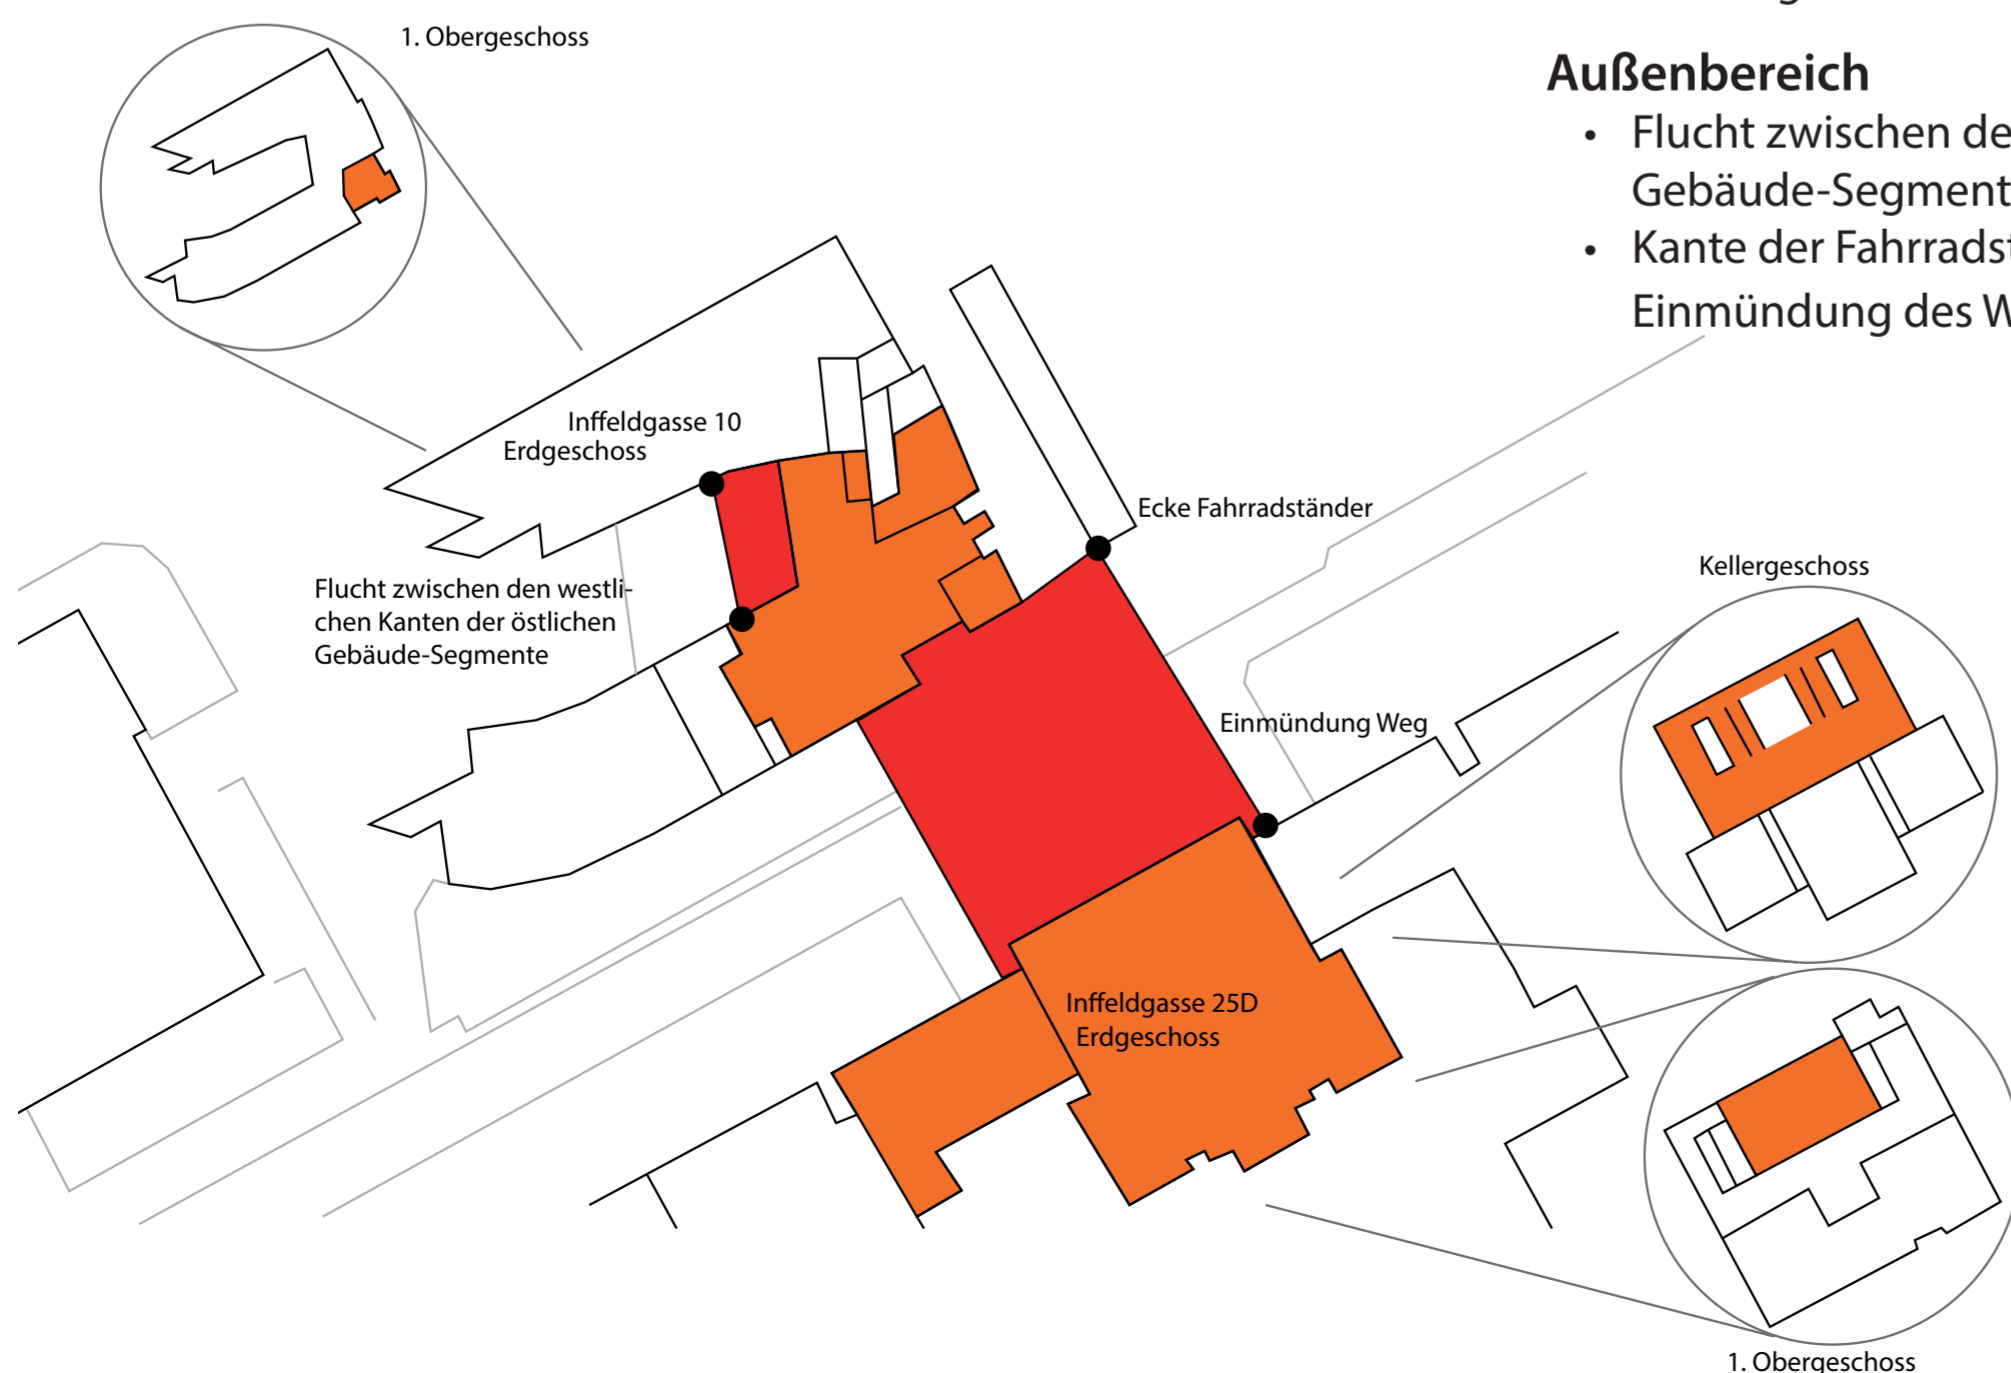 1. Obergeschoss
Außenbereich
• Flucht zwischen de
Gebäude-Segment
• Kante der Fahrradst
Einmündung des W
Inffeldgasse 10
Erdgeschoss
Ecke Fahrradständer
Kellergeschoss
Flucht zwischen den westli-
chen Kanten der östlichen
Gebäude-Segmente
Einmündung Weg
Inffeldgasse 25D
Erdgeschoss
1. Obergeschoss